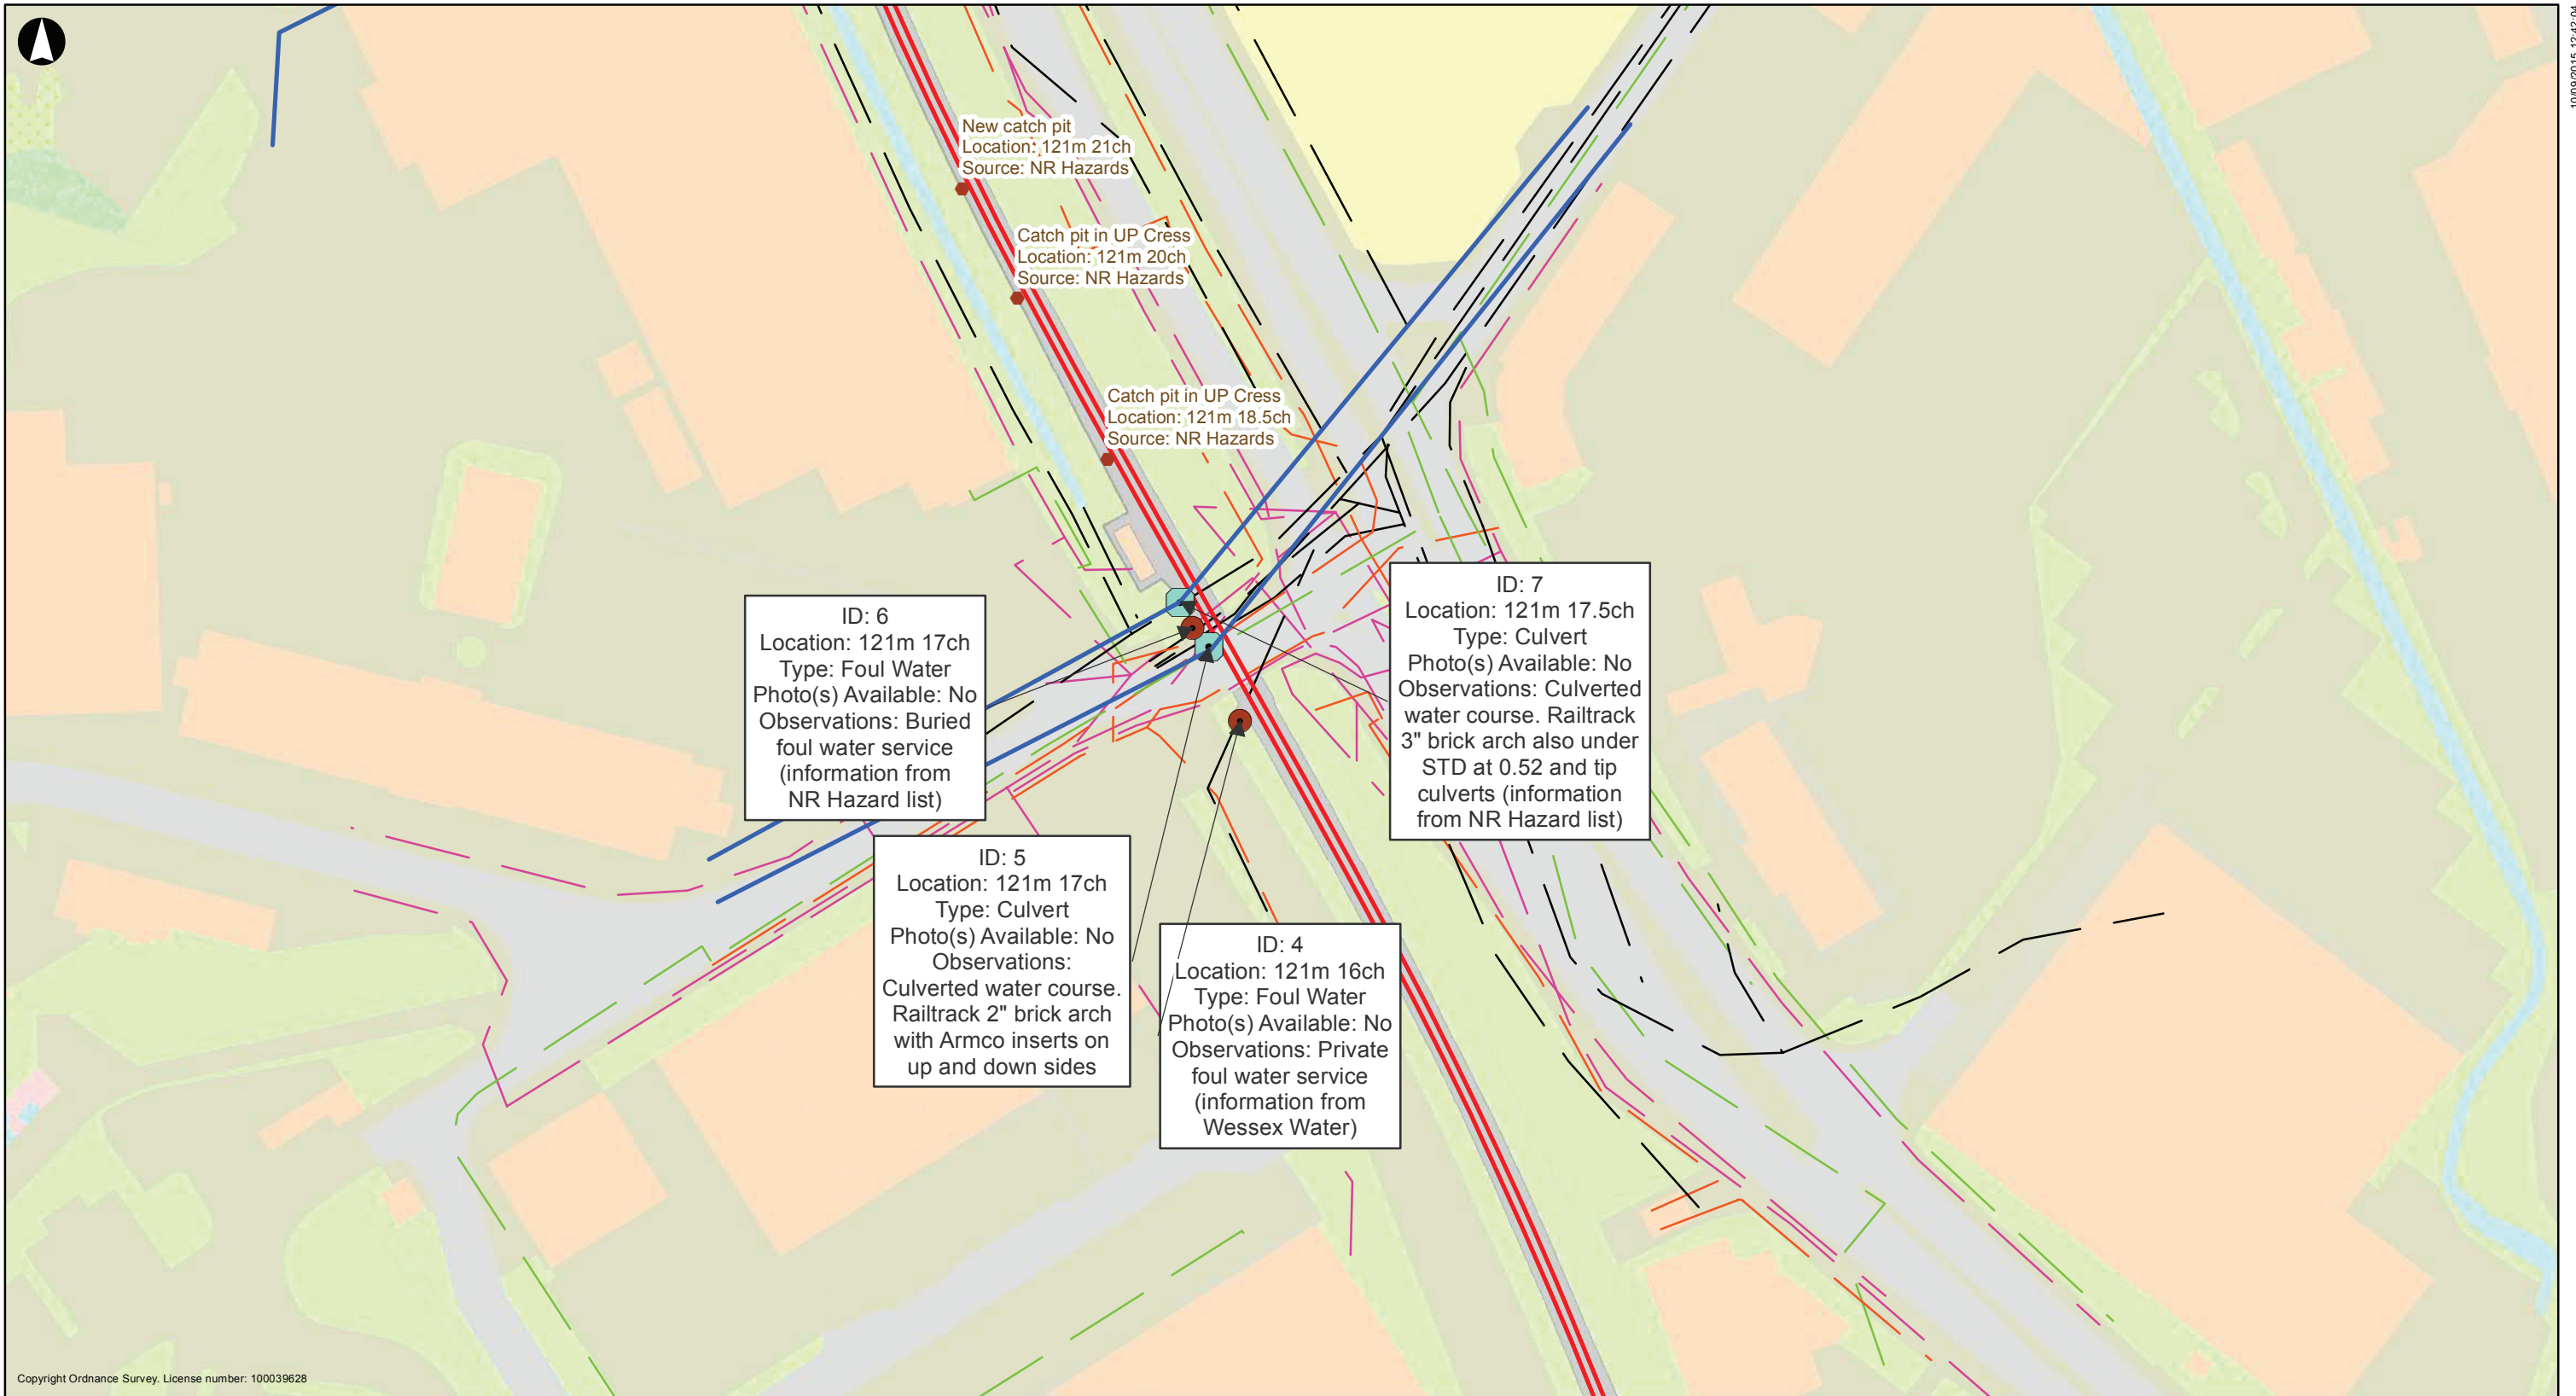 10/09/2015 12:42:04
New catch pit
Location: 121m 21ch
Source: NR Hazards
Catch pit in UP Cress
Location: 121m 20ch
Source: NR Hazards
Catch pit in UP Cress
Location: 121m 18.5ch
Source: NR Hazards
ID: 6
Location: 121m 17ch
Type: Foul Water
Photo(s) Available: No
Observations: Buried
foul water service
(information from
NR Hazard list)
ID: 7
Location: 121m 17.5ch
Type: Culvert
Photo(s) Available: No
Observations: Culverted
water course. Railtrack
3" brick arch also under
STD at 0.52 and tip
culverts (information
from NR Hazard list)
ID: 5
Location: 121m 17ch
Type: Culvert
Photo(s) Available: No
Observations:
Culverted water course.
Railtrack 2" brick arch
with Armco inserts on
up and down sides
ID: 4
Location: 121m 16ch
Type: Foul Water
Photo(s) Available: No
Observations: Private
foul water service
(information from
Wessex Water)
Copyright Ordnance Survey. License number: 100039628